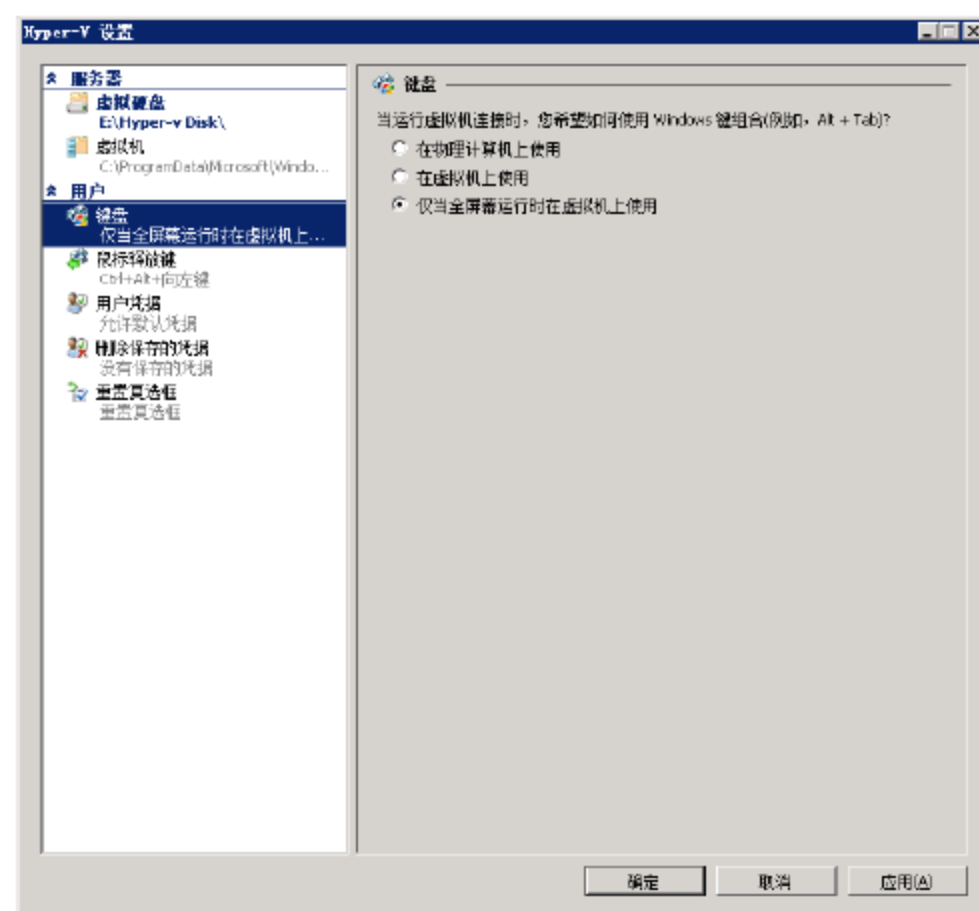 Hyper-V 设置
服务器
虚拟硬盘
E:\Hyper-v Disk\
虚拟机
C:\ProgramData\Microsoft\Windo...
用户
键盘
仅当全屏幕运行时在虚拟机上...
鼠标释放键
Ctrl+Alt+向左键
用户凭据
允许默认凭据
删除保存的凭据
没有保存的凭据
重置复选框
重置复选框
键盘
当运行虚拟机连接时，您希望如何使用 Windows 键组合(例如，Alt + Tab)?
在物理计算机上使用
在虚拟机上使用
仅当全屏幕运行时在虚拟机上使用
确定
取消
应用(A)